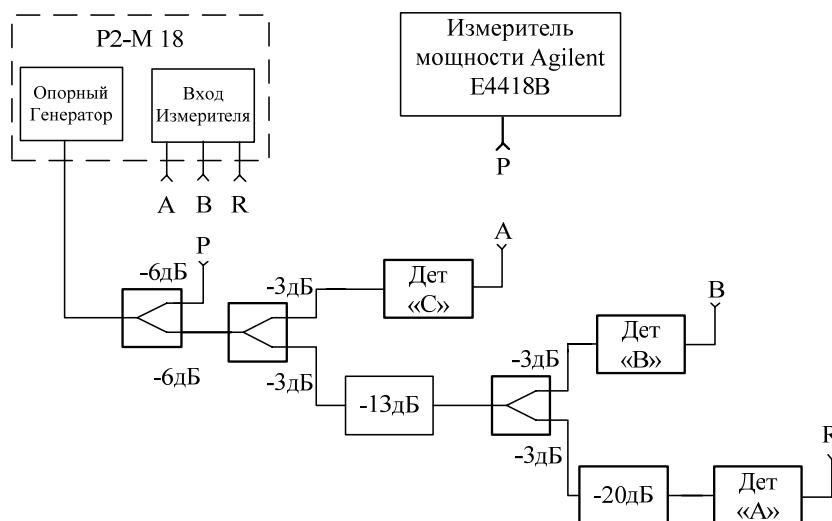 Р2-М 18
Опорный
Генератор
Вход
Измерителя
A
B
R
Измеритель
мощности Agilent
E4418B
P
P
-6дБ
-6дБ
-3дБ
-3дБ
Дет
«С»
A
-13дБ
-3дБ
-3дБ
Дет
«В»
B
-20дБ
Дет
«А»
R